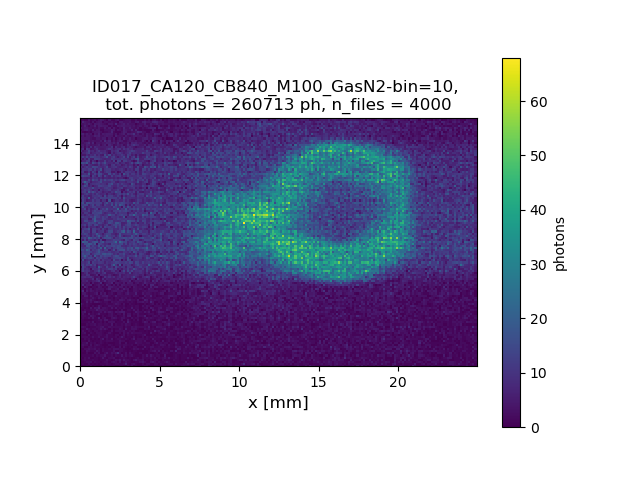 ID017_CA120_CB840_M100_GasN2-bin=10,
tot. photons = 260713 ph, n_files = 4000
y [mm]
14
12
10
8
6
4
2
0
0 5 10 15 20
x [mm]
60
50
40
30
20
10
0
photons